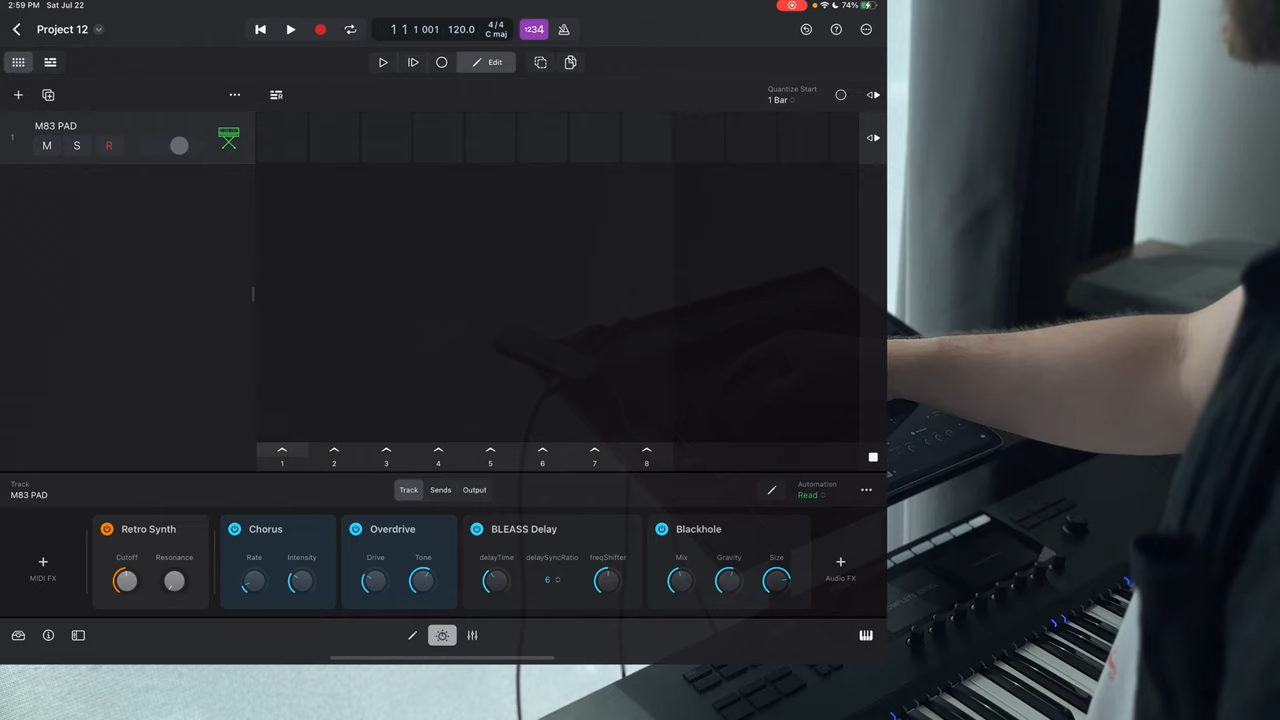 2:59 PM Sat Jul 22
74%
Project 12
1 1 1 001 120.0 4/4 C maj
1234
Edit
Quantize Start
1 Bar
1
M83 PAD
M S R
1 2 3 4 5 6 7 8
Track
M83 PAD
Track Sends Output
Automation
Read
MIDI FX
Retro Synth
Cutoff Resonance
Chorus
Rate Intensity
Overdrive
Drive Tone
BLEASS Delay
delayTime delaySyncRatio freqShifter
6
Blackhole
Mix Gravity Size
Audio FX